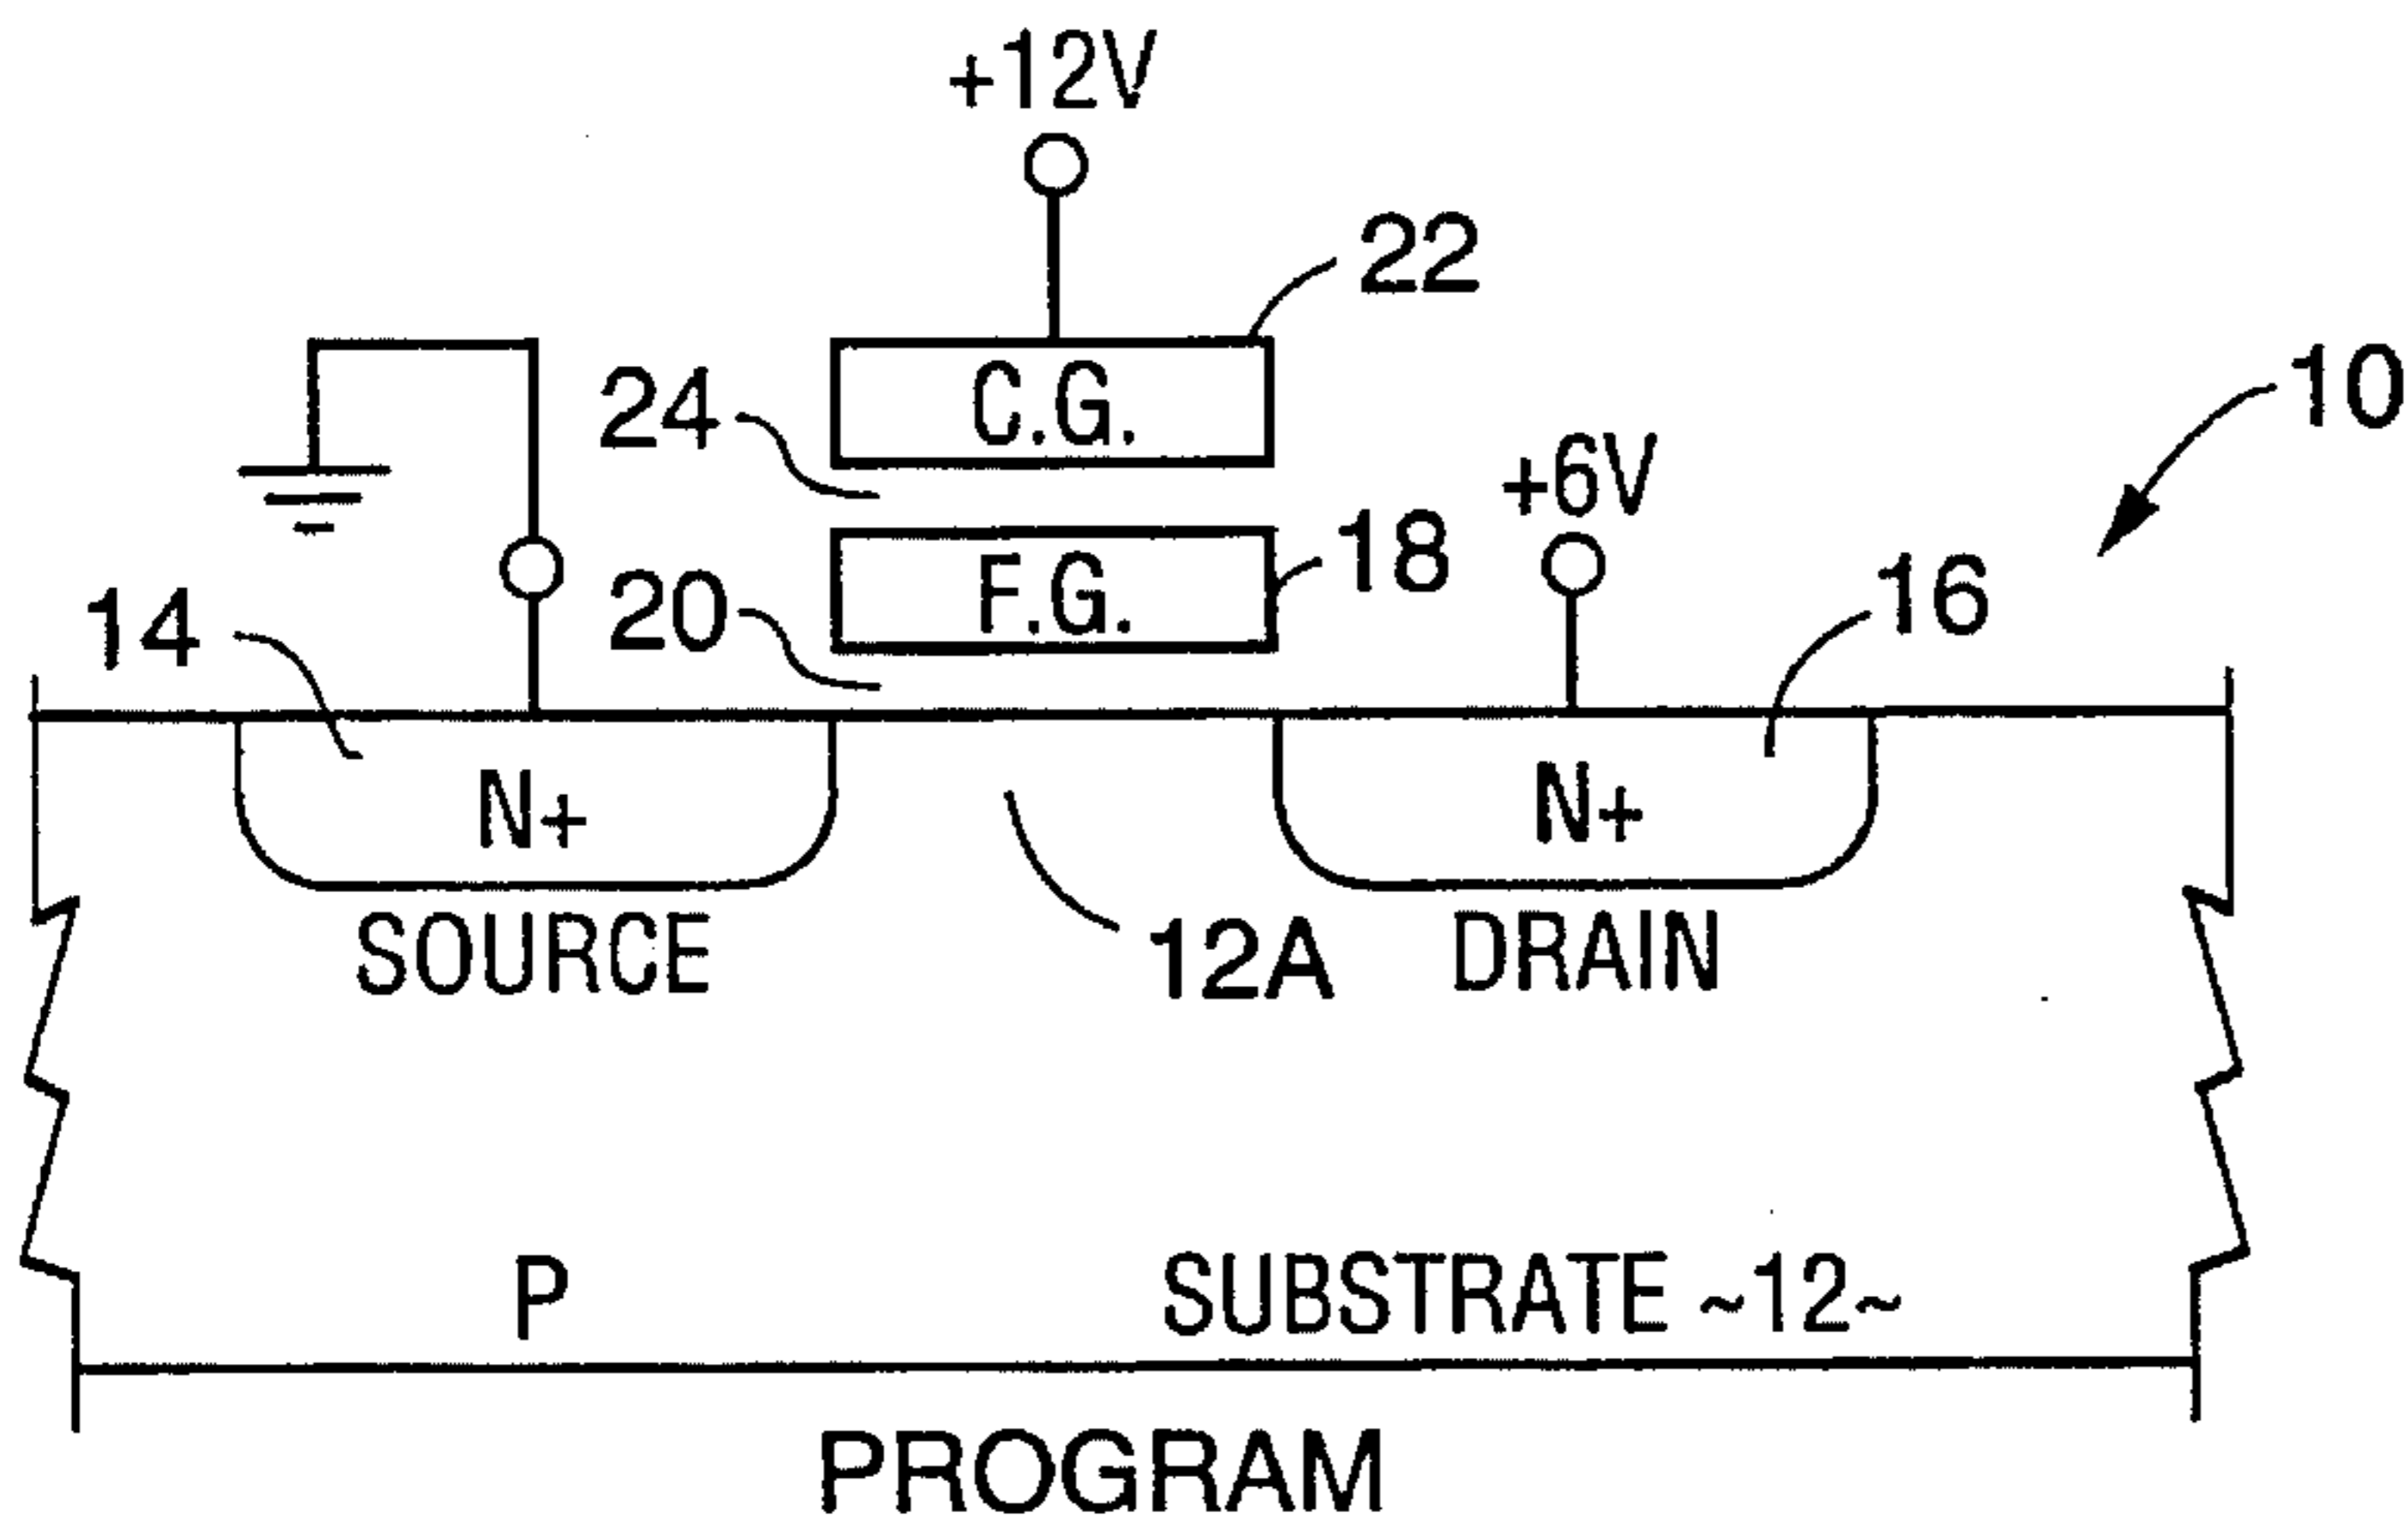 +12V
22
C.G.
24
10
+6V
F.G.
18
20
16
14
N+
N+
SOURCE
12A
DRAIN
P
SUBSTRATE ~12~
PROGRAM